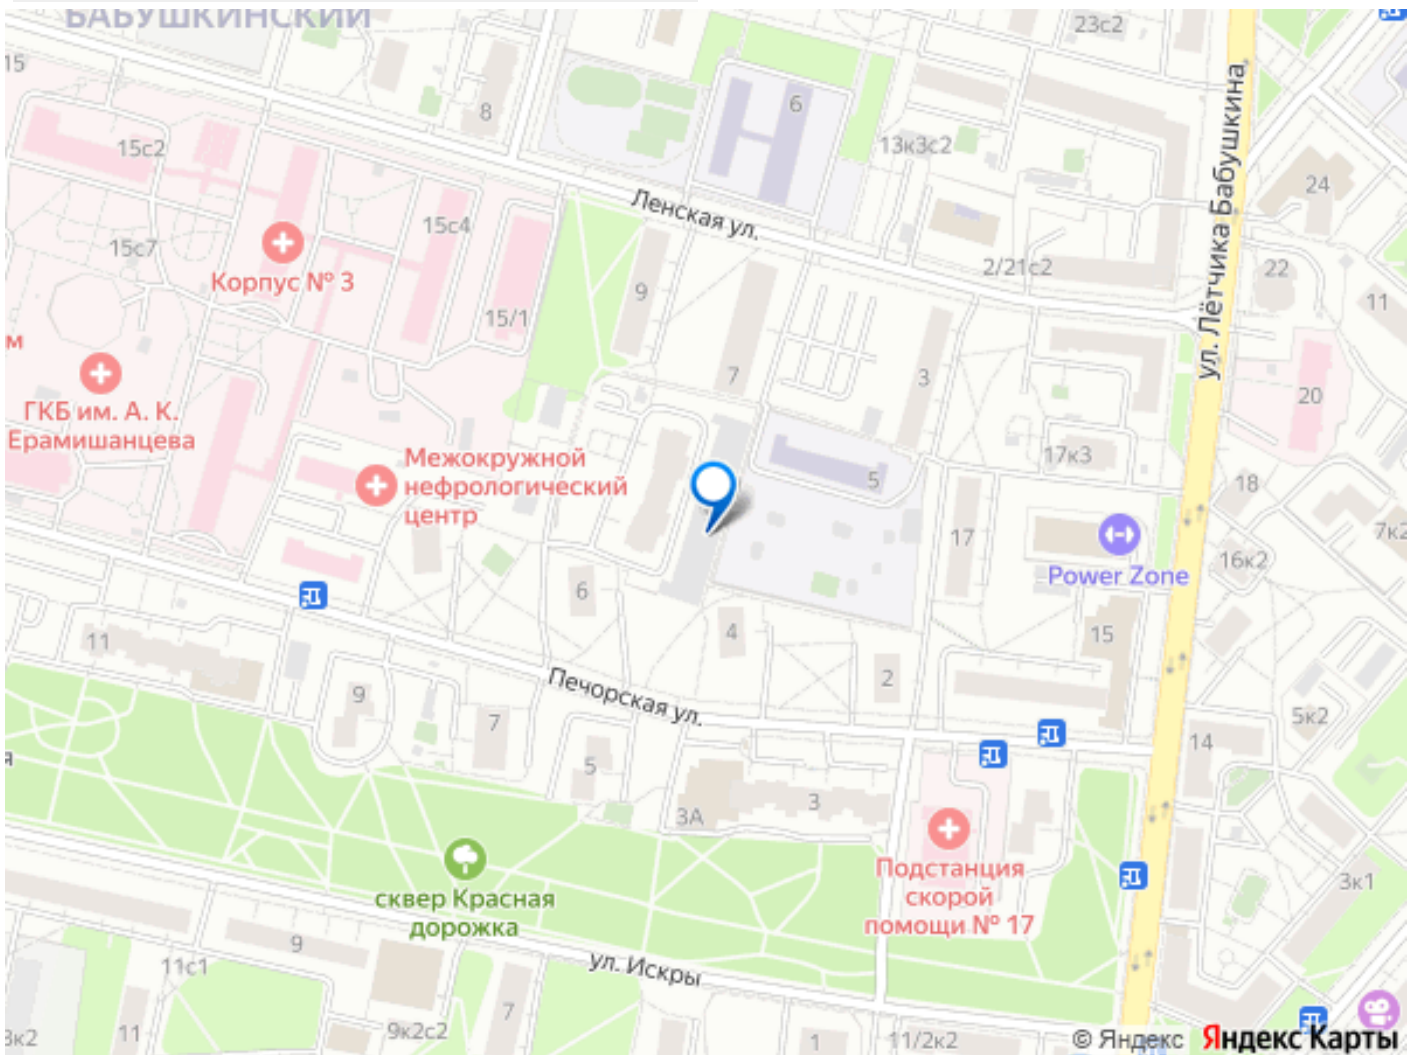 БАБУШКИНСКИЙ
23с2
15
8
6
13к3с2
15с2
24
Ленская ул.
15с4
15с7
2/21с2
22
Корпус № 3
9
11
15/1
ул. Лётчика Бабушкина
м
7
3
20
ГКБ им. А. К.
Ерамишанцева
Межокружной
нефрологический
центр
17к3
5
18
17
7к2
16к2
Power Zone
6
4
15
11
2
Печорская ул.
9
7
5к2
14
5
я
3
3А
Подстанция
скорой
помощи № 17
3к1
сквер Красная
дорожка
9
11с1
ул. Искры
7
11
9к2с2
1
11/2к2
3к2
© Яндекс Яндекс Карты